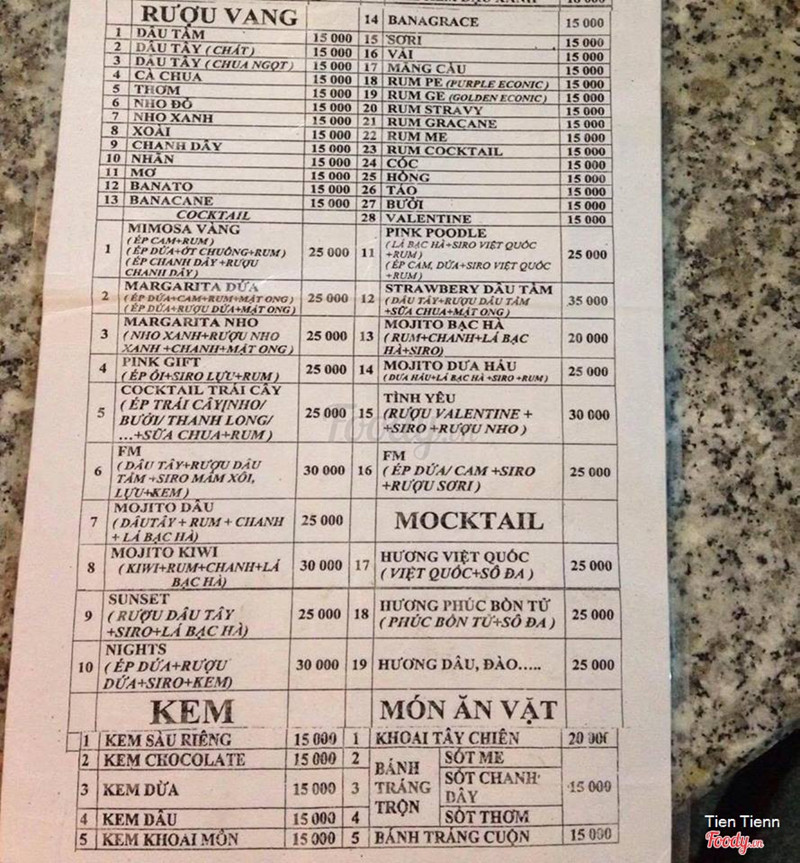 RƯỢU VANG
1 DÂU TẰM 15 000
2 DÂU TÂY (CHÁT) 15 000
3 DÂU TÂY (CHUA NGỌT) 15 000
4 CÀ CHUA 15 000
5 THƠM 15 000
6 NHO ĐỎ 15 000
7 NHO XANH 15 000
8 XOÀI 15 000
9 CHANH DÂY 15 000
10 NHÃN 15 000
11 MƠ 15 000
12 BANATO 15 000
13 BANACANE 15 000
14 BANAGRACE 15 000
15 SƠRI 15 000
16 VẢI 15 000
17 MÃNG CẦU 15 000
18 RUM PE (PURPLE ECONIC) 15 000
19 RUM GE (GOLDEN ECONIC) 15 000
20 RUM STRAVY 15 000
21 RUM GRACANE 15 000
22 RUM ME 15 000
23 RUM COCKTAIL 15 000
24 CÓC 15 000
25 HỒNG 15 000
26 TÁO 15 000
27 BƯỞI 15 000
28 VALENTINE 15 000
COCKTAIL
1 MIMOSA VÀNG 25 000
(ÉP CAM+RUM)
(ÉP DỨA+ỚT CHUÔNG+RUM)
(ÉP CHANH DÂY +RƯỢU
CHANH DÂY)
2 MARGARITA DỨA 25 000
(ÉP DỨA+CAM+RUM+MẬT ONG)
(ÉP DỨA+RƯỢU DỨA+MẬT ONG)
3 MARGARITA NHO 25 000
(NHO XANH+RƯỢU NHO
XANH +CHANH+MẬT ONG)
4 PINK GIFT 25 000
(ÉP ỔI+SIRO LỰU+RUM)
5 COCKTAIL TRÁI CÂY 25 000
(ÉP TRÁI CÂY[NHO/
BƯỞI/ THANH LONG/
...+SỮA CHUA+RUM)
6 FM 30 000
(DÂU TÂY+RƯỢU DÂU
TẰM +SIRO MÂM XÔI,
LỰU+KEM)
7 MOJITO DÂU 25 000
(DÂUTÂY + RUM + CHANH
+ LÁ BẠC HÀ)
8 MOJITO KIWI 30 000
(KIWI+RUM+CHANH+LÁ
BẠC HÀ)
9 SUNSET 25 000
(RƯỢU DÂU TÂY
+SIRO+LÁ BẠC HÀ)
10 NIGHTS 30 000
(ÉP DỨA+RƯỢU
DỨA+SIRO+KEM)
11 PINK POODLE 25 000
(LÁ BẠC HÀ+SIRO VIỆT QUỐC
+RUM)
(ÉP CAM, DỨA+SIRO VIỆT QUỐC
+RUM)
12 STRAWBERY DÂU TẰM 35 000
(DÂU TÂY+RƯỢU DÂU TẰM
+SỮA CHUA+MẬT ONG)
13 MOJITO BẠC HÀ 20 000
(RUM+CHANH+LÁ BẠC
HÀ+SIRO)
14 MOJITO DƯA HẤU 25 000
(DƯA HẤU+LÁ BẠC HÀ +SIRO +RUM)
15 TÌNH YÊU 30 000
(RƯỢU VALENTINE +
+SIRO +RƯỢU NHO )
16 FM 25 000
(ÉP DỨA/ CAM +SIRO
+RƯỢU SƠRI )
MOCKTAIL
17 HƯƠNG VIỆT QUỐC 25 000
(VIỆT QUỐC+SÔ ĐA )
18 HƯƠNG PHÚC BỒN TỬ 25 000
(PHÚC BỒN TỬ+SÔ ĐA )
19 HƯƠNG DÂU, ĐÀO..... 25 000
KEM
1 KEM SẦU RIÊNG 15 000
2 KEM CHOCOLATE 15 000
3 KEM DỪA 15 000
4 KEM DÂU 15 000
5 KEM KHOAI MÔN 15 000
MÓN ĂN VẶT
1 KHOAI TÂY CHIÊN 20 000
BÁNH TRÁNG TRỘN 15 000
2 SỐT ME
3 SỐT CHANH DÂY
4 SỐT THƠM
5 BÁNH TRÁNG CUỘN 15 000
Foody.vn
Tien Tienn
Foody.vn